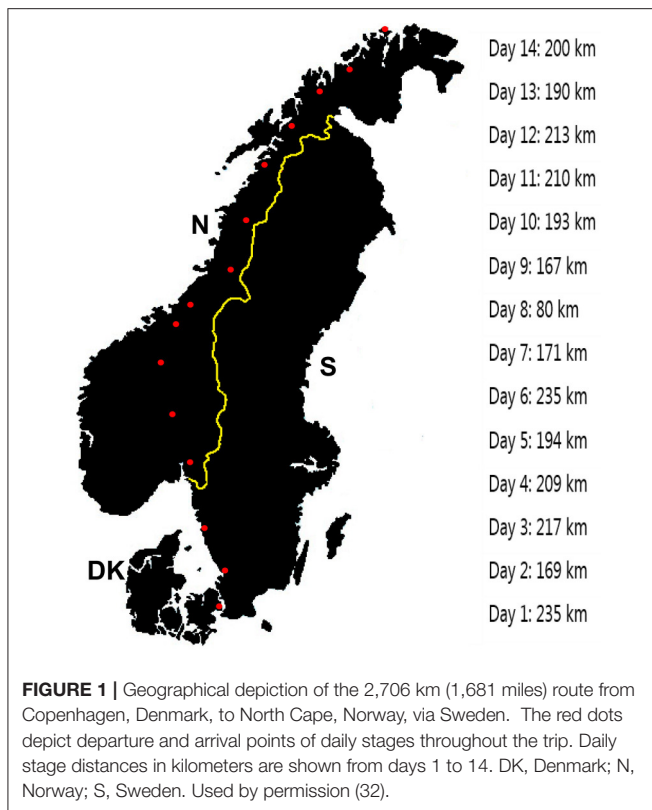 Day 14: 200 km
Day 13: 190 km
Day 12: 213 km
Day 11: 210 km
N
Day 10: 193 km
Day 9: 167 km
Day 8: 80 km
Day 7: 171 km
S
Day 6: 235 km
Day 5: 194 km
Day 4: 209 km
Day 3: 217 km
DK
Day 2: 169 km
Day 1: 235 km
FIGURE 1 | Geographical depiction of the 2,706 km (1,681 miles) route from
Copenhagen, Denmark, to North Cape, Norway, via Sweden. The red dots
depict departure and arrival points of daily stages throughout the trip. Daily
stage distances in kilometers are shown from days 1 to 14. DK, Denmark; N,
Norway; S, Sweden. Used by permission (32).